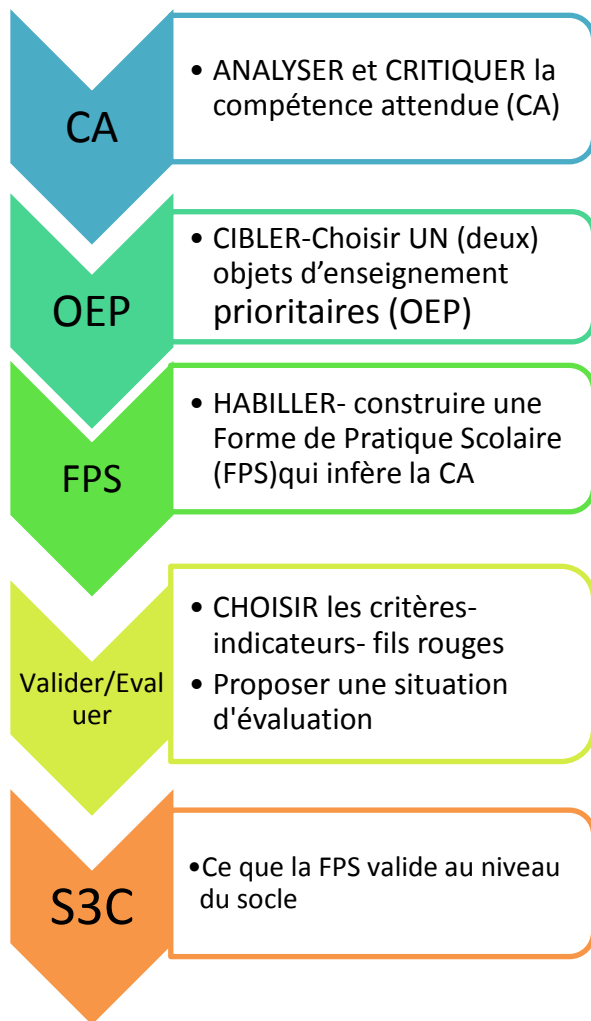 CA
• ANALYSER et CRITIQUER la
compétence attendue (CA)
OEP
• CIBLER-Choisir UN (deux)
objets d'enseignement
prioritaires (OEP)
FPS
• HABILLER- construire une
Forme de Pratique Scolaire
(FPS)qui infère la CA
Valider/Eval
uer
• CHOISIR les critères-
indicateurs- fils rouges
• Proposer une situation
d'évaluation
S3C
•Ce que la FPS valide au niveau
du socle